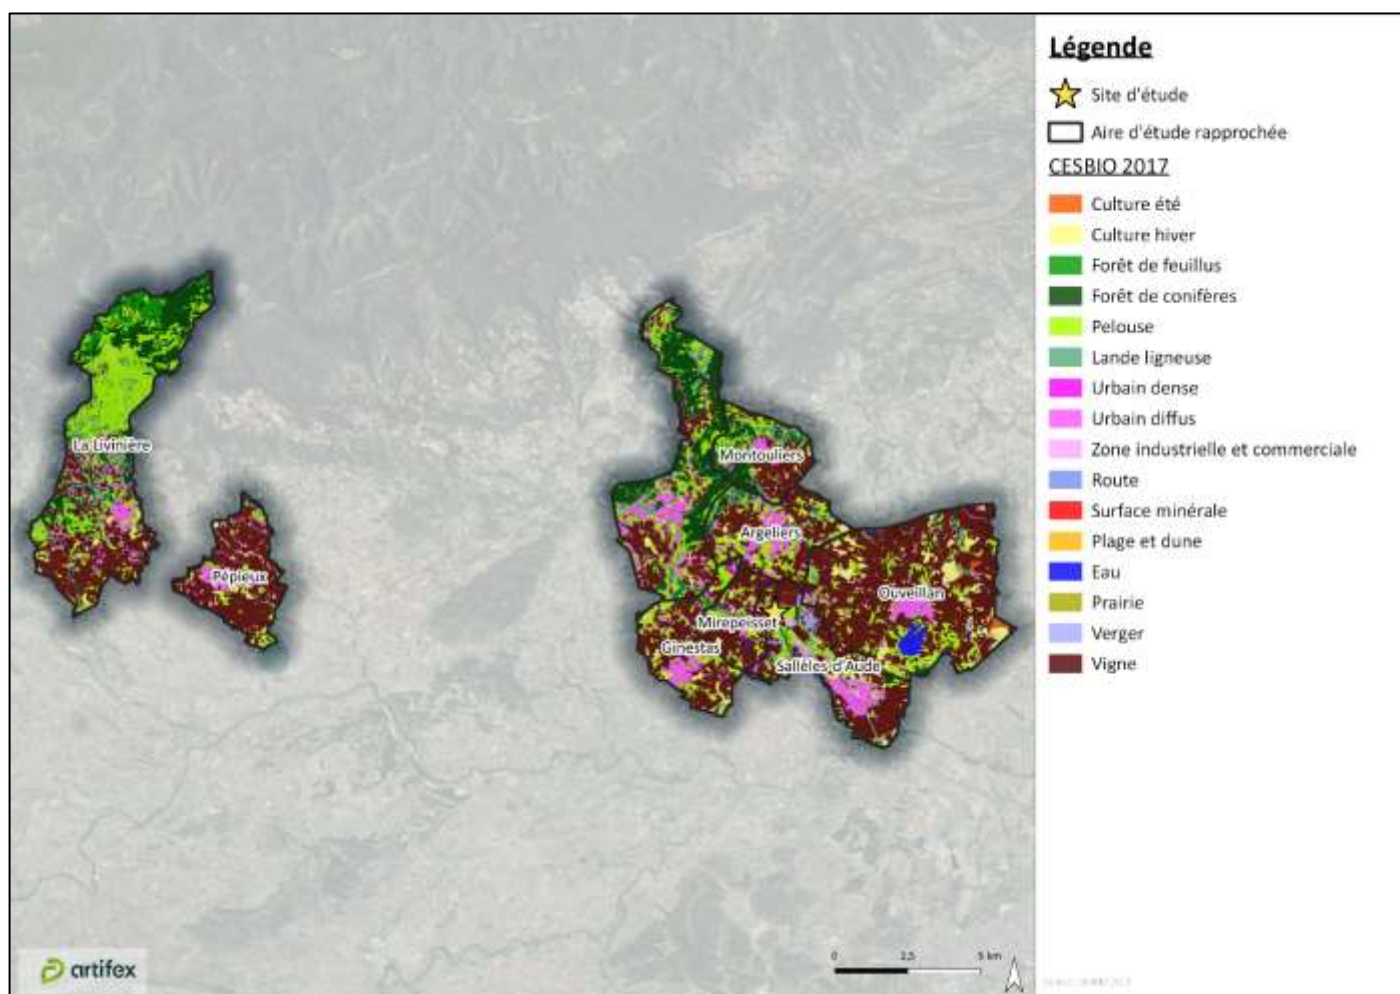 Légende
Site d'étude
Aire d'étude rapprochée
CESBIO 2017
Culture été
Culture hiver
Forêt de feuillus
Forêt de conifères
Pelouse
Lande ligneuse
Urbain dense
Urbain diffus
Zone industrielle et commerciale
Route
Surface minérale
Plage et dune
Eau
Prairie
Verger
Vigne
La Livinière
Pépieux
Montouliers
Argeliers
Ouveillan
Mirepeisset
Ginestas
Sallèles d'Aude
artifex
0 2,5 5 km